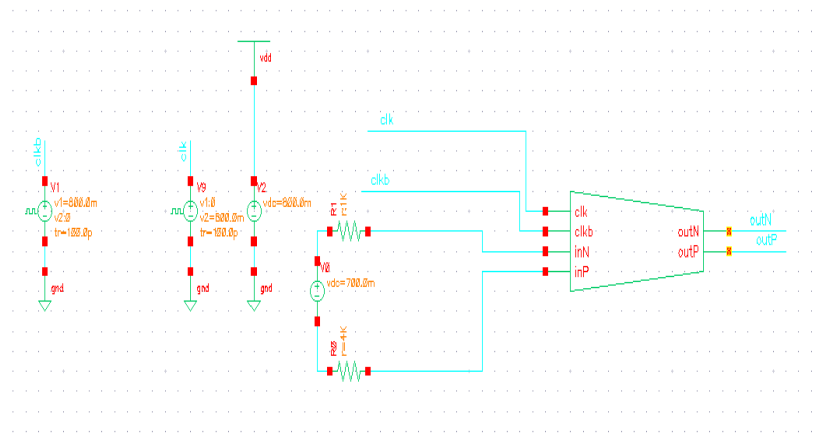 vdd
clk
clkb
clk
clkb
V1
v1=800.0m
v2:0
tr=100.0p
V9
v1:0
v2=800.0m
tr=100.0p
V2
vdc=800.0m
R1
r:1K
clk
clkb
inN
inP
outN
outP
outN
outP
V0
vdc=700.0m
gnd
gnd
gnd
R0
r=4K